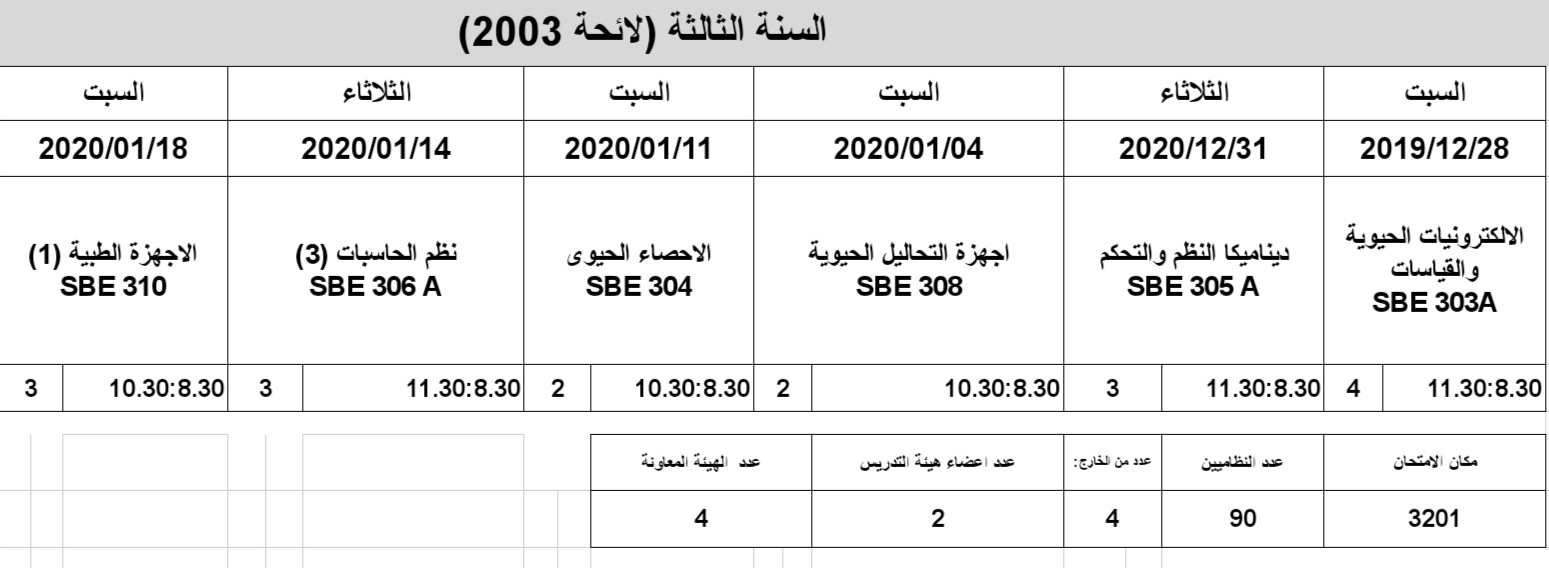 السنة الثالثة (لائحة 2003)
السبت
الثلاثاء
السبت
السبت
الثلاثاء
السبت
2019/12/28
2020/12/31
2020/01/04
2020/01/11
2020/01/14
2020/01/18
الالكترونيات الحيوية
والقياسات
SBE 303A
ديناميكا النظم والتحكم
SBE 305 A
اجهزة التحاليل الحيوية
SBE 308
الاحصاء الحيوى
SBE 304
نظم الحاسبات (3)
SBE 306 A
الاجهزة الطبية (1)
SBE 310
11.30:8.30
4
11.30:8.30
3
10.30:8.30
2
10.30:8.30
2
11.30:8.30
3
10.30:8.30
3
مكان الامتحان
عدد النظاميين
عدد من الخارج:
عدد اعضاء هيئة التدريس
عدد الهيئة المعاونة
3201
90
4
2
4